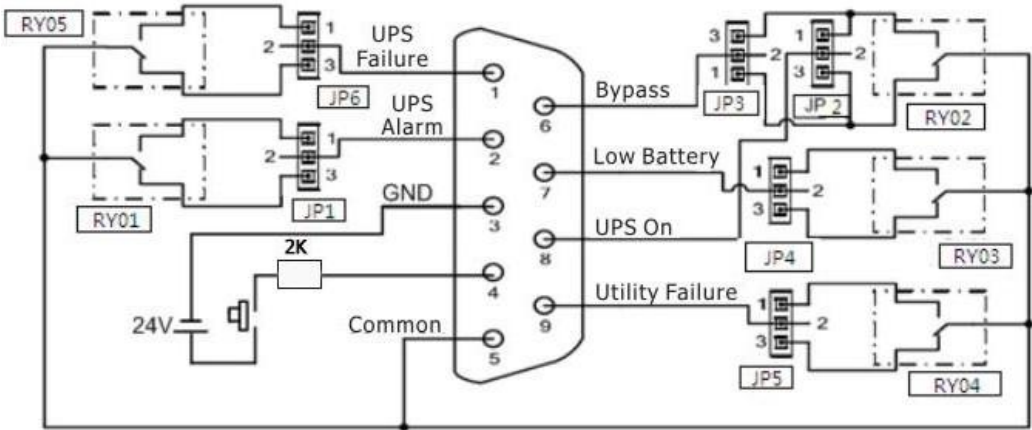 RY05
1
2
3
JP6
UPS
Failure
1
2
3
JP1
RY01
UPS
Alarm
GND
2K
24V
Common
1
2
3
4
5
6
7
8
9
Bypass
Low Battery
UPS On
Utility Failure
3
2
1
JP3
1
2
3
JP 2
RY02
1
2
3
JP4
RY03
1
2
3
JP5
RY04